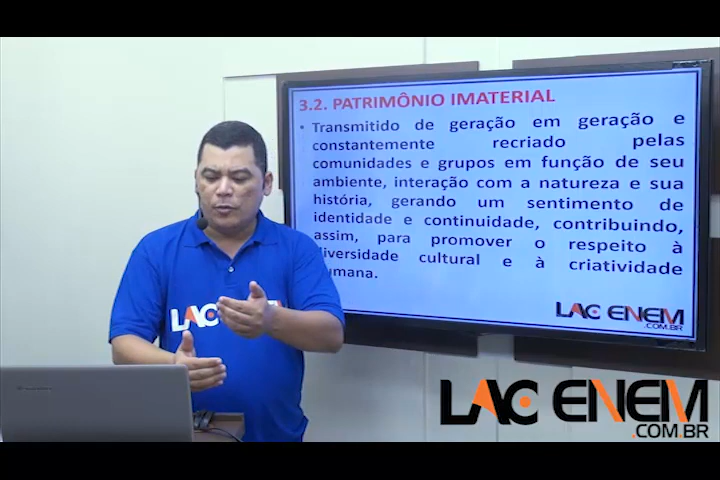 3.2. PATRIMÔNIO IMATERIAL
• Transmitido de geração em geração e
constantemente recriado pelas
comunidades e grupos em função de seu
ambiente, interação com a natureza e sua
história, gerando um sentimento de
identidade e continuidade, contribuindo,
assim, para promover o respeito à
diversidade cultural e à criatividade
humana.
LAC ENEM
.COM.BR
LAC
LAC ENEM
.COM.BR